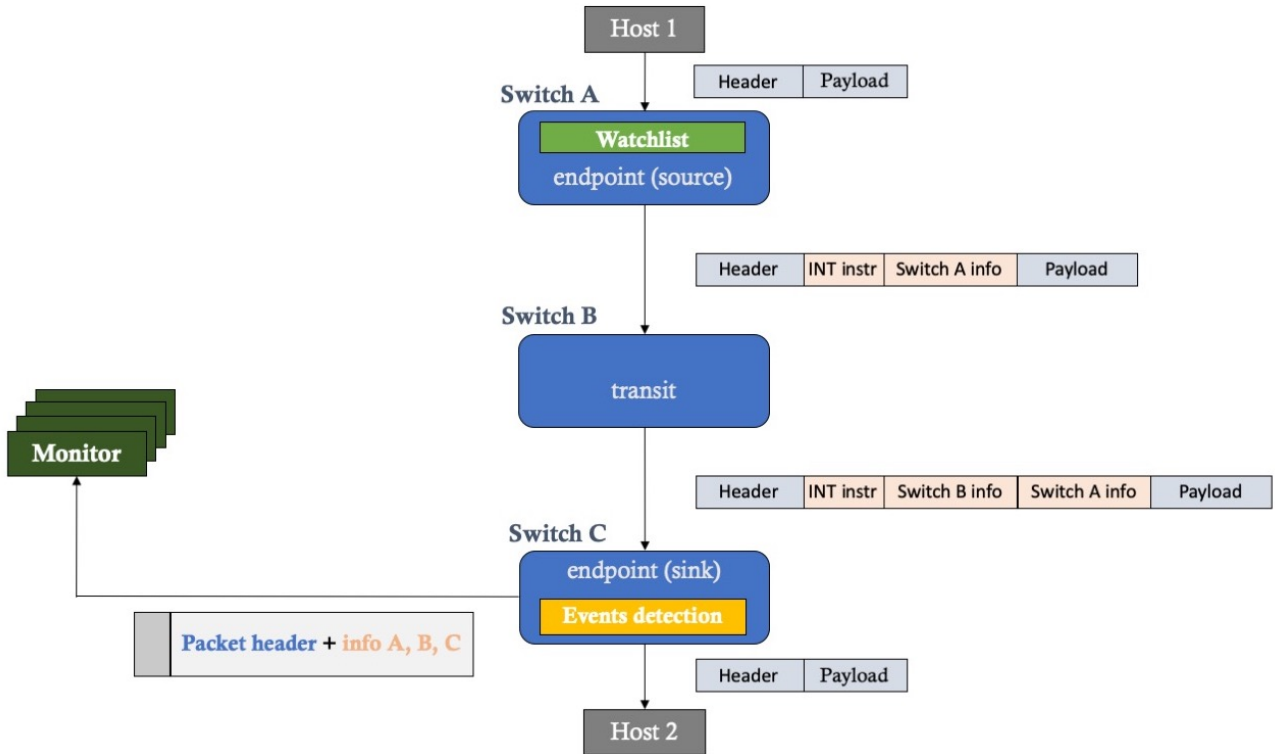 Host 1
Header Payload
Switch A
Watchlist
endpoint (source)
Header INT instr Switch A info Payload
Switch B
transit
Monitor
Header INT instr Switch B info Switch A info Payload
Switch C
endpoint (sink)
Events detection
Packet header + info A, B, C
Header Payload
Host 2